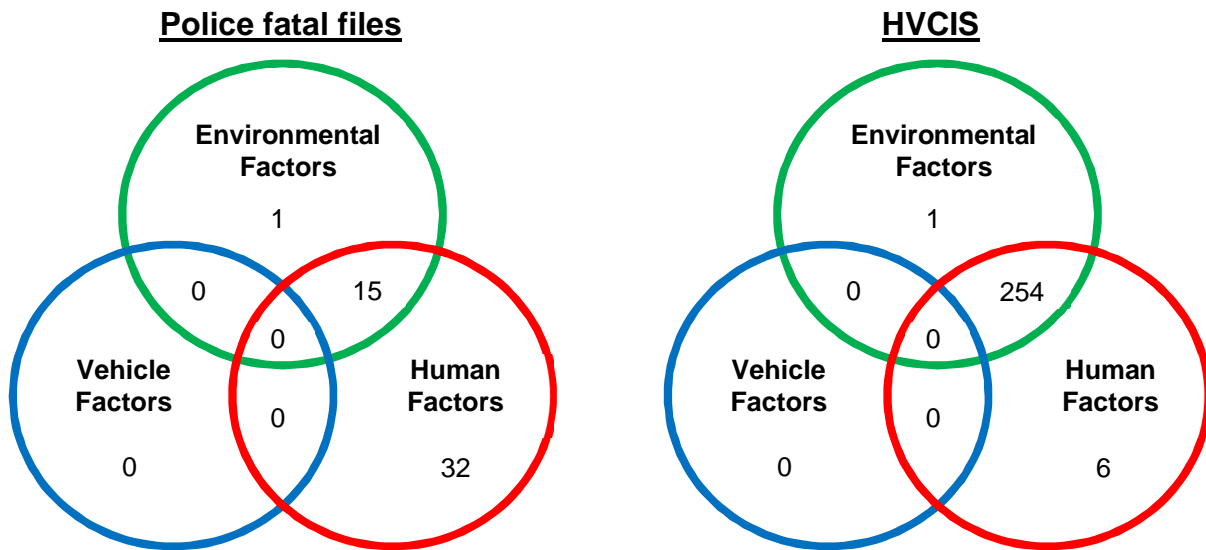 Police fatal files
Environmental
Factors
1
0
15
0
Vehicle
Factors
Human
Factors
0
0
32
HVCIS
Environmental
Factors
1
0
254
0
Vehicle
Factors
Human
Factors
0
0
6